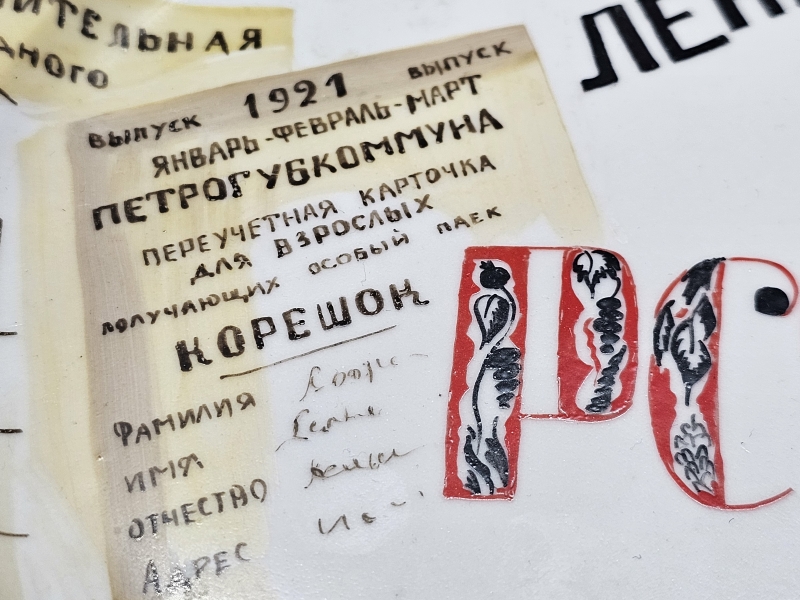 ИТЕЛЬНАЯ
ДНОГО
ВЫПУСК 1921 ВЫПУСК
ЯНВАРЬ-ФЕВРАЛЬ-МАРТ
ПЕТРОГУБКОММУНА
ПЕРЕУЧЕТНАЯ КАРТОЧКА
ДЛЯ ВЗРОСЛЫХ
ПОЛУЧАЮЩИХ ОСОБЫЙ ПАЕК
КОРЕШОК
ФАМИЛИЯ
ИМЯ
ОТЧЕСТВО
АДРЕС
ЛЕН
РС